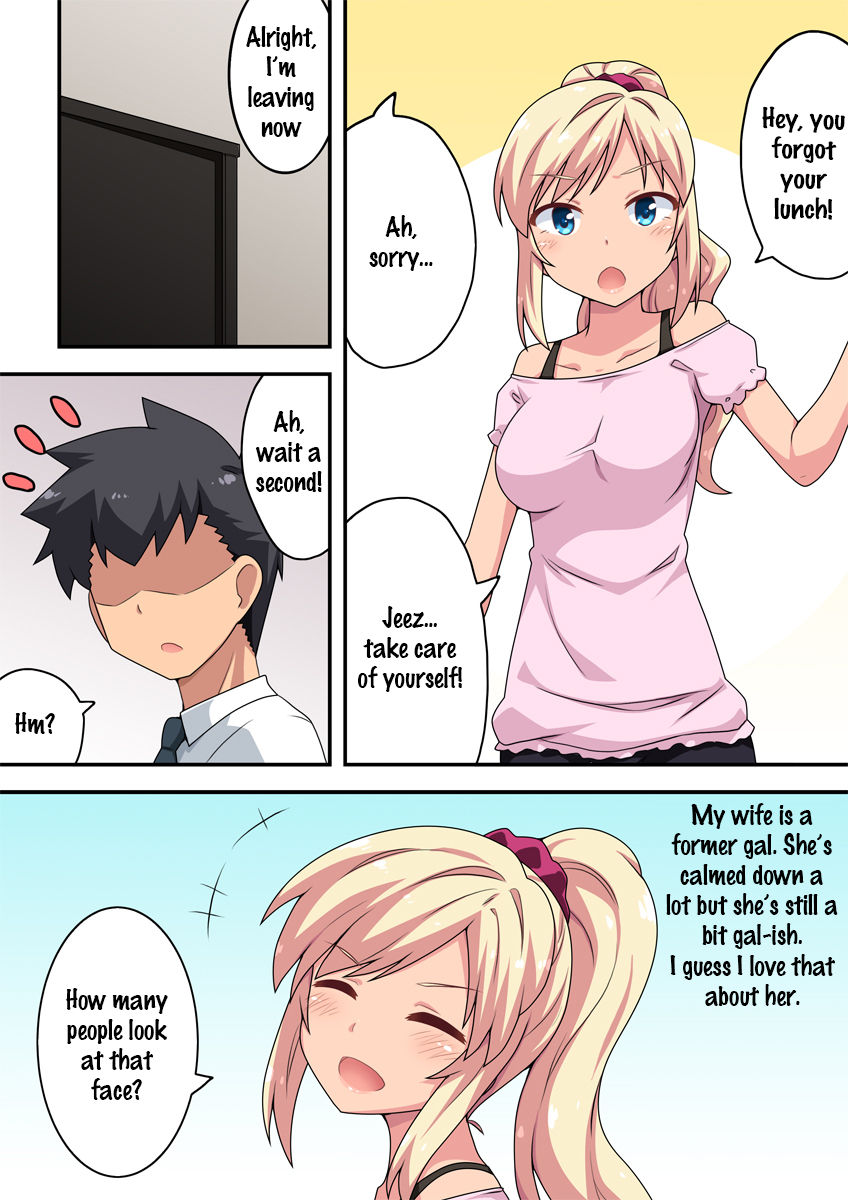 Alright,
I'm
leaving
now
Ah,
wait a
second!
Hm?
Hey, you
forgot
your
lunch!
Ah,
sorry...
Jeez...
take care
of yourself!
My wife is a
former gal. She's
calmed down a
lot but she's still a
bit gal-ish.
I guess I love that
about her.
How many
people look
at that
face?